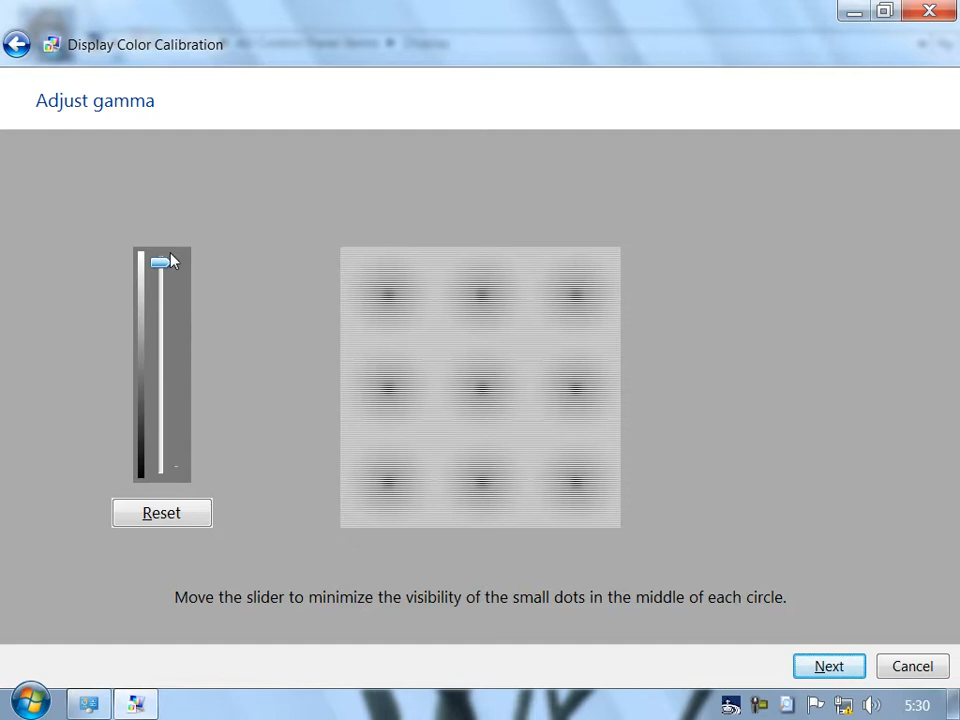 Display Color Calibration
Adjust gamma
Reset
Move the slider to minimize the visibility of the small dots in the middle of each circle.
Next
Cancel
5:30